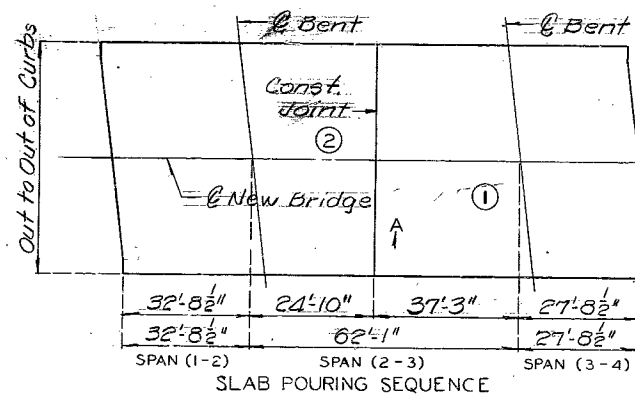 ℄ Bent
℄ Bent
Out to Out of Curbs
Const.
Joint
②
℄ New Bridge
①
A
32'-8½" 24'-10" 37'-3" 27'-8½"
32'-8½" 62'-1" 27'-8½"
SPAN (1-2) SPAN (2-3) SPAN (3-4)
SLAB POURING SEQUENCE